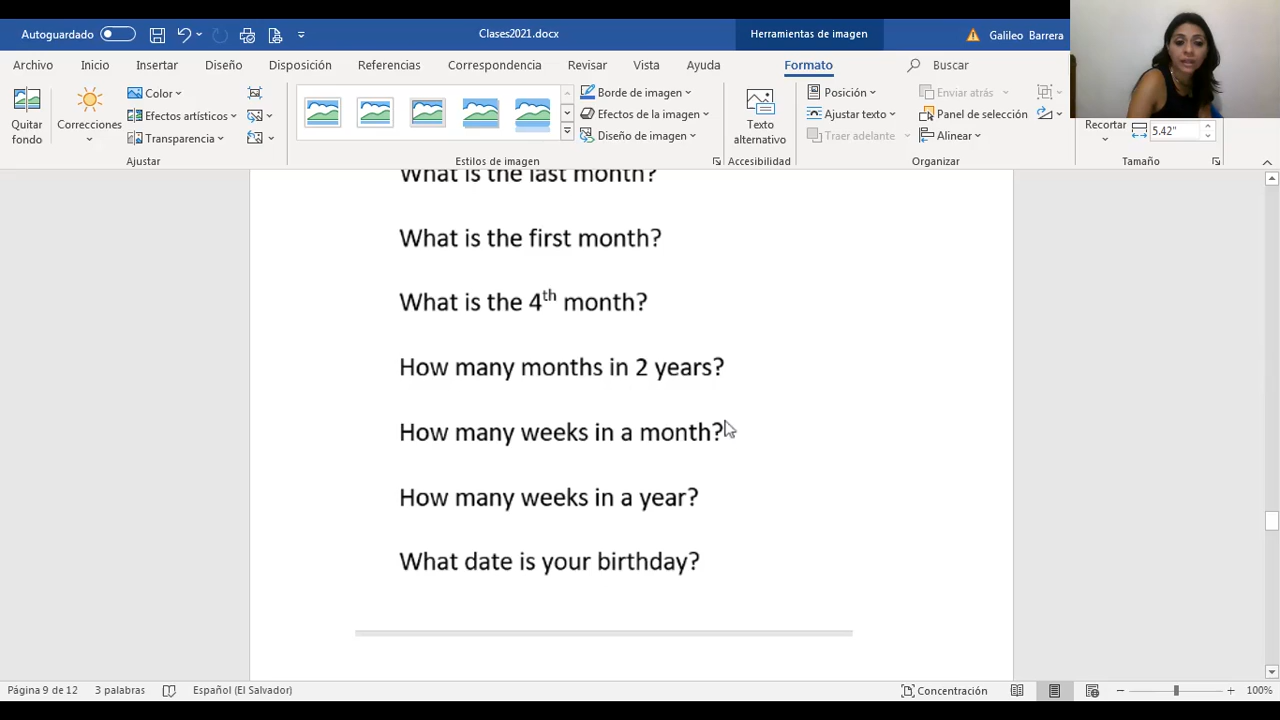 Autoguardado
Clases2021.docx
Herramientas de imagen
Galileo Barrera
Archivo Inicio Insertar Diseño Disposición Referencias Correspondencia Revisar Vista Ayuda Formato Buscar
Quitar fondo
Correcciones
Color
Efectos artísticos
Transparencia
Ajustar
Estilos de imagen
Borde de imagen
Efectos de la imagen
Diseño de imagen
Texto alternativo
Accesibilidad
Posición
Ajustar texto
Traer adelante
Enviar atrás
Panel de selección
Alinear
Organizar
Recortar
5.42"
Tamaño
What is the last month?
What is the first month?
What is the 4th month?
How many months in 2 years?
How many weeks in a month?
How many weeks in a year?
What date is your birthday?
Página 9 de 12 3 palabras Español (El Salvador) Concentración 100%